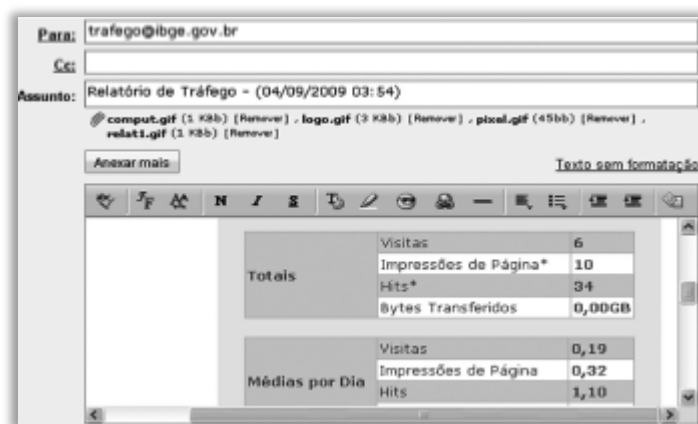 Para: trafego@ibge.gov.br
Cc:
Assunto: Relatório de Tráfego - (04/09/2009 03:54)
comput.gif (1 KBb) [Remover] , logo.gif (3 KBb) [Remover] , pixel.gif (45bb) [Remover] ,
relat1.gif (1 KBb) [Remover]
Anexar mais Texto sem formatação
N I S
Visitas 6
Impressões de Página* 10
Totais
Hits* 34
Bytes Transferidos 0,00GB
Visitas 0,19
Impressões de Página 0,32
Médias por Dia
Hits 1,10